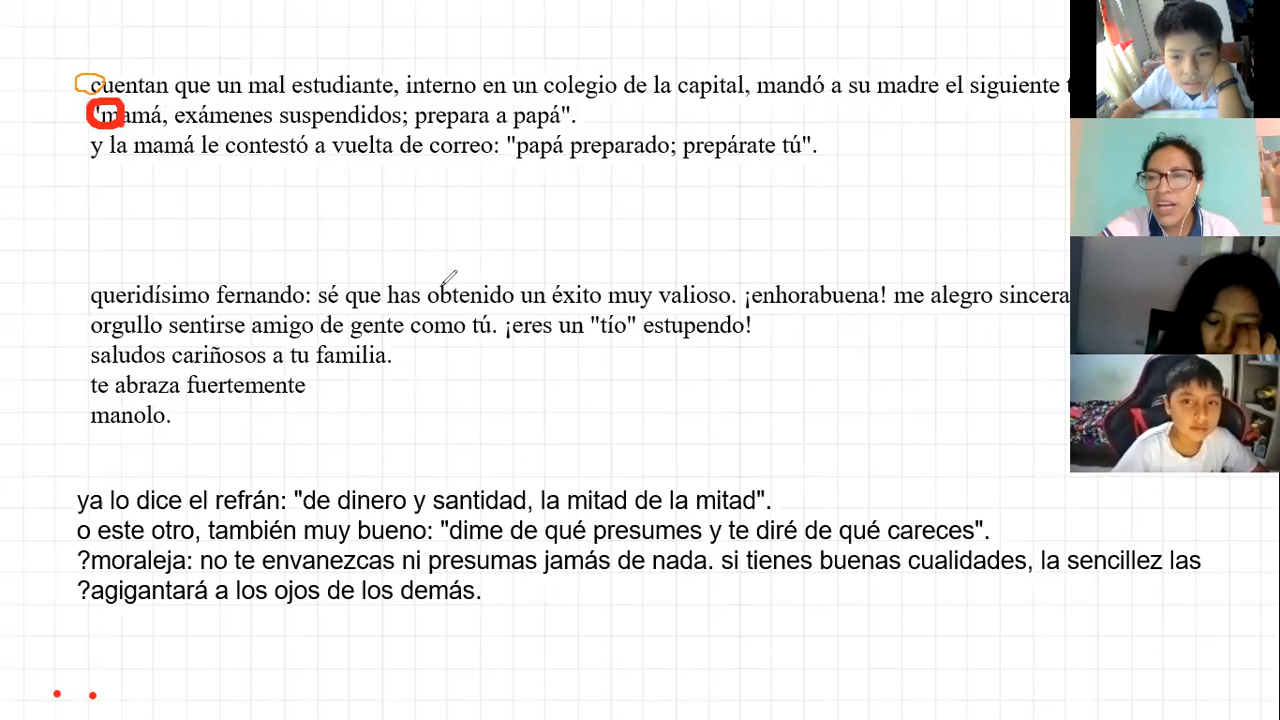 cuentan que un mal estudiante, interno en un colegio de la capital, mandó a su madre el siguiente
"mamá, exámenes suspendidos; prepara a papá".
y la mamá le contestó a vuelta de correo: "papá preparado; prepárate tú".
queridísimo fernando: sé que has obtenido un éxito muy valioso. ¡enhorabuena! me alegro sincera
orgullo sentirse amigo de gente como tú. ¡eres un "tío" estupendo!
saludos cariñosos a tu familia.
te abraza fuertemente
manolo.
ya lo dice el refrán: "de dinero y santidad, la mitad de la mitad".
o este otro, también muy bueno: "dime de qué presumes y te diré de qué careces".
?moraleja: no te envanezcas ni presumas jamás de nada. si tienes buenas cualidades, la sencillez las
?agigantará a los ojos de los demás.